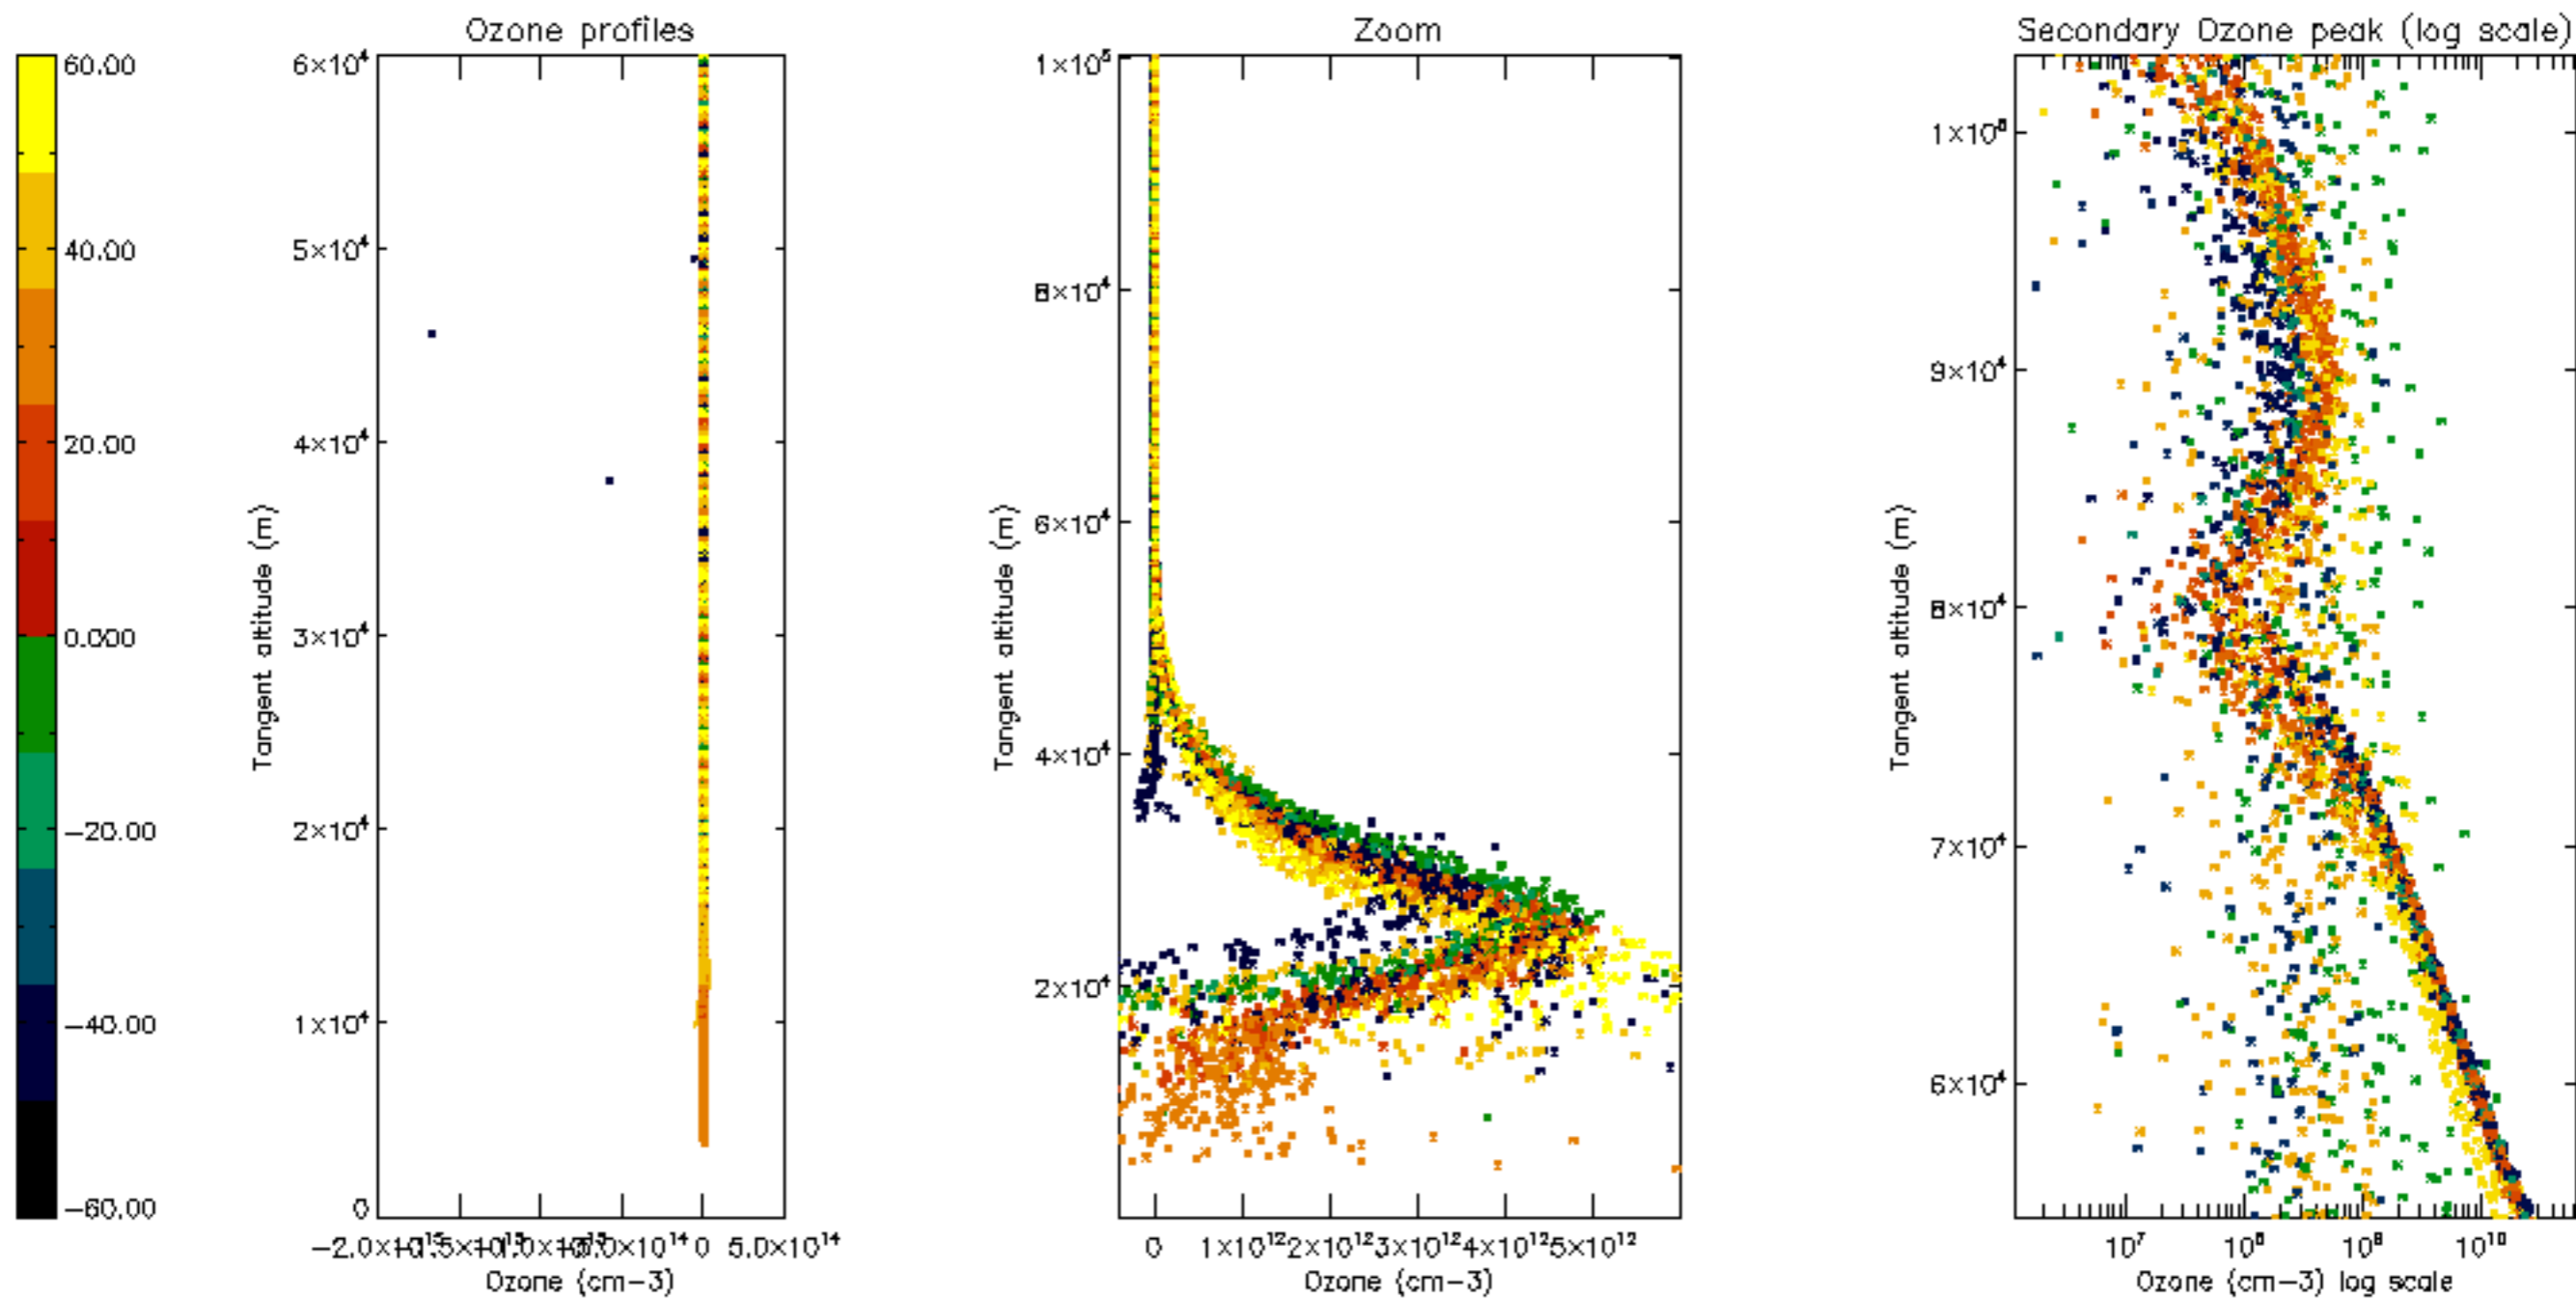 Ozone profiles
Zoom
Secondary Ozone peak (log scale)
60.00
40.00
20.00
0.000
−20.00
−40.00
−60.00
6×10⁴
5×10⁴
4×10⁴
3×10⁴
2×10⁴
1×10⁴
0
Tangent altitude (m)
0 5.0×10¹⁴
Ozone (cm−3)
1×10⁵
8×10⁴
6×10⁴
4×10⁴
2×10⁴
Tangent altitude (m)
0 1×10¹² 2×10¹² 3×10¹² 4×10¹² 5×10¹²
Ozone (cm−3)
9×10⁴
8×10⁴
7×10⁴
6×10⁴
Tangent altitude (m)
10⁷ 10⁸ 10⁹ 10¹⁰
Ozone (cm−3) log scale